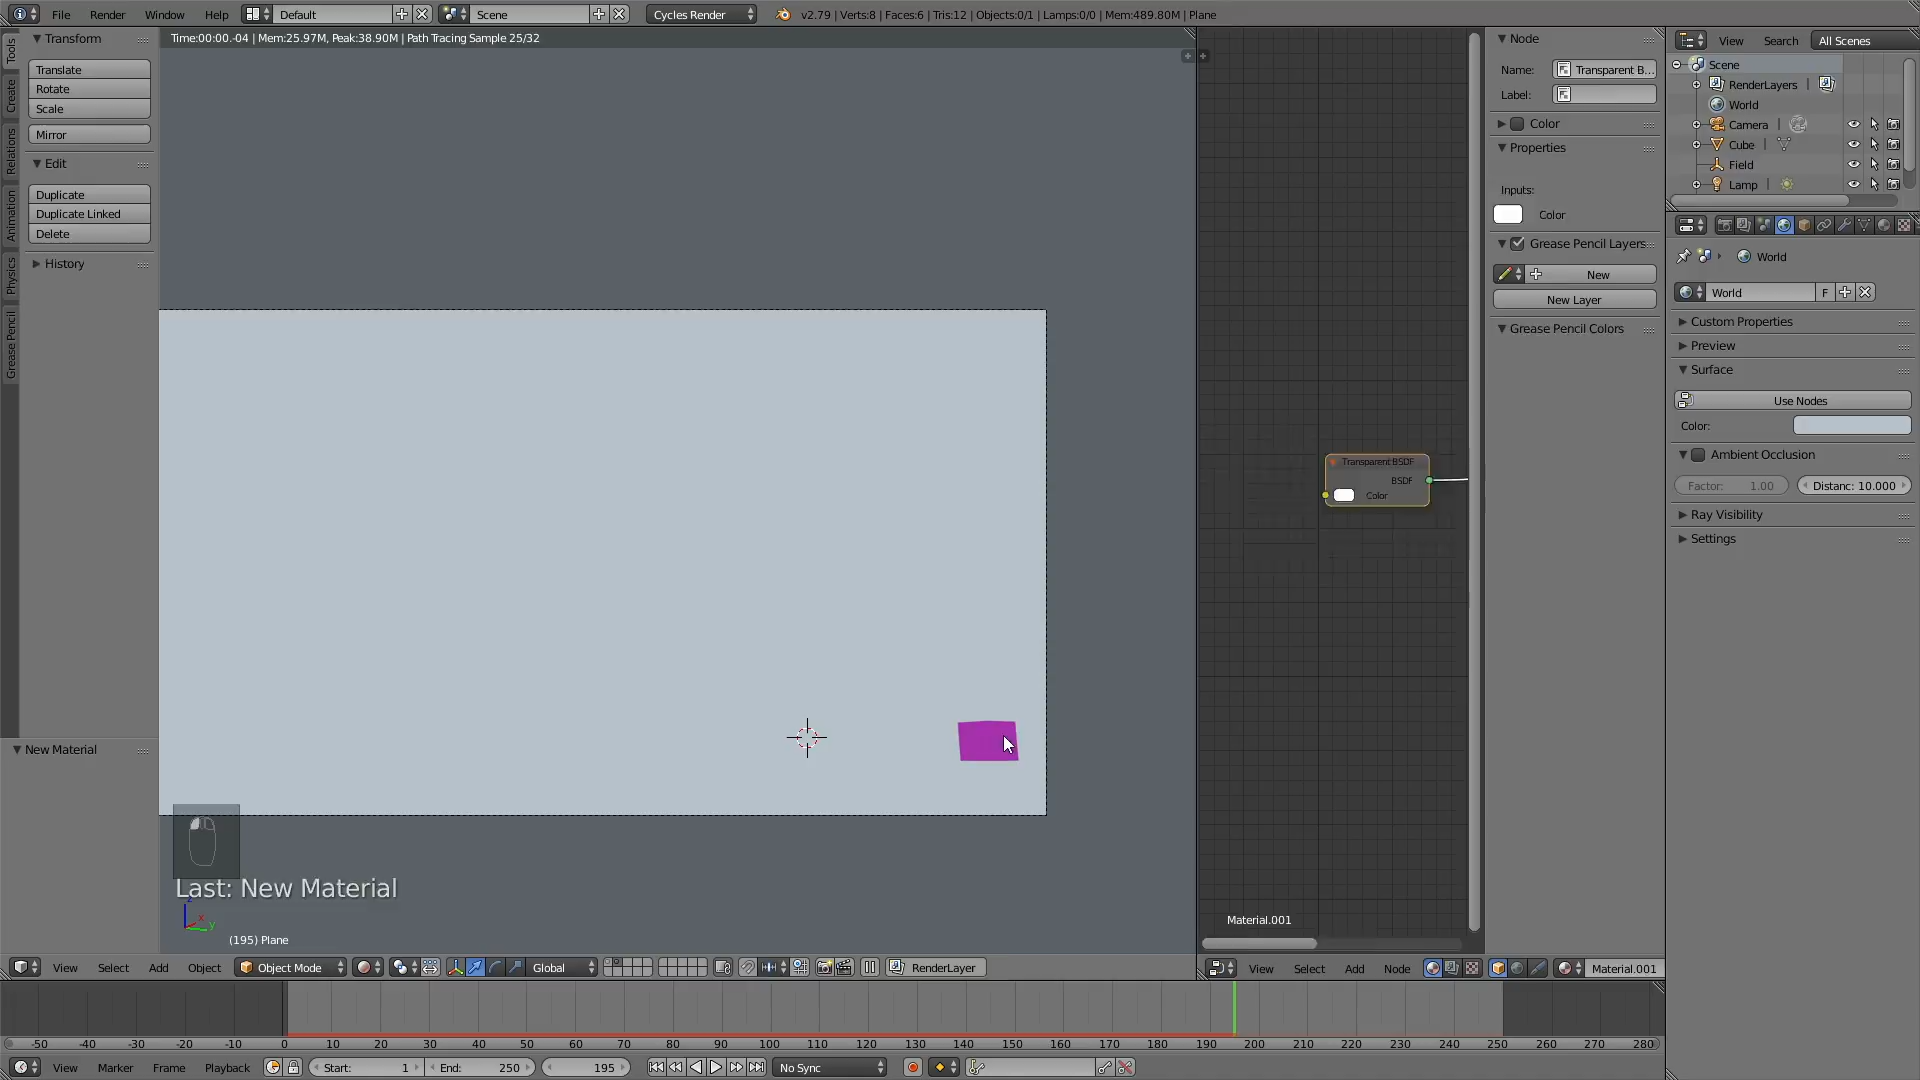 File Render Window Help Default Scene Cycles Render v2.79 | Verts:8 | Faces:6 | Tris:12 | Objects:0/1 | Lamps:0/0 | Mem:489.80M | Plane
Time:00:00.-04 | Mem:25.97M, Peak:38.90M | Path Tracing Sample 25/32
Tools
Create
Relations
Animation
Physics
Grease Pencil
Transform
Translate
Rotate
Scale
Mirror
Edit
Duplicate
Duplicate Linked
Delete
History
New Material
Last: New Material
z
x
y
(195) Plane
View Select Add Object Object Mode Global RenderLayer
Transparent BSDF
BSDF
Color
Material.001
View Select Add Node Material.001
Node
Name: Transparent B...
Label:
Color
Properties
Inputs:
Color
Grease Pencil Layers
New
New Layer
Grease Pencil Colors
View Search All Scenes
Scene
RenderLayers
World
Camera
Cube
Field
Lamp
World
World F
Custom Properties
Preview
Surface
Use Nodes
Color:
Ambient Occlusion
Factor: 1.00 Distanc: 10.000
Ray Visibility
Settings
-50 -40 -30 -20 -10 0 10 20 30 40 50 60 70 80 90 100 110 120 130 140 150 160 170 180 190 200 210 220 230 240 250 260 270 280
View Marker Frame Playback Start: 1 End: 250 195 No Sync